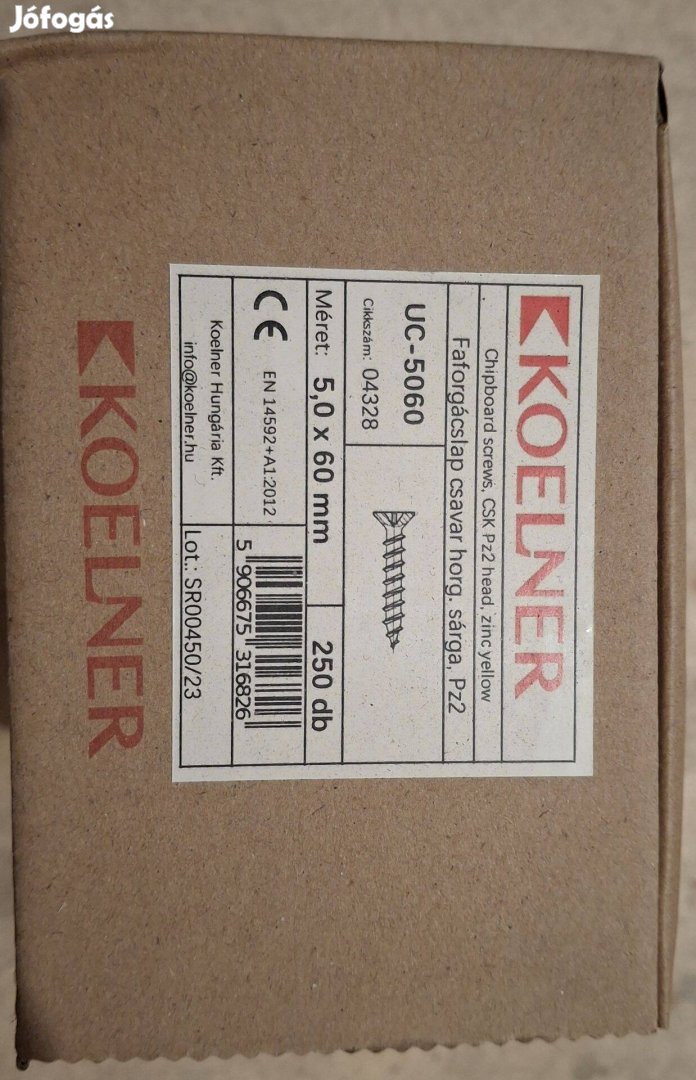 Jófogás
KOELNER
Chipboard screws, CSK Pz2 head, zinc yellow
Faforgácslap csavar horg. sárga, Pz2
UC-5060
Cikkszám: 04328
Méret: 5,0 x 60 mm
250 db
CE
EN 14592+A1:2012
5 906675 316826
Koelner Hungária Kft.
info@koelner.hu
Lot.: SR00450/23
KOELNER